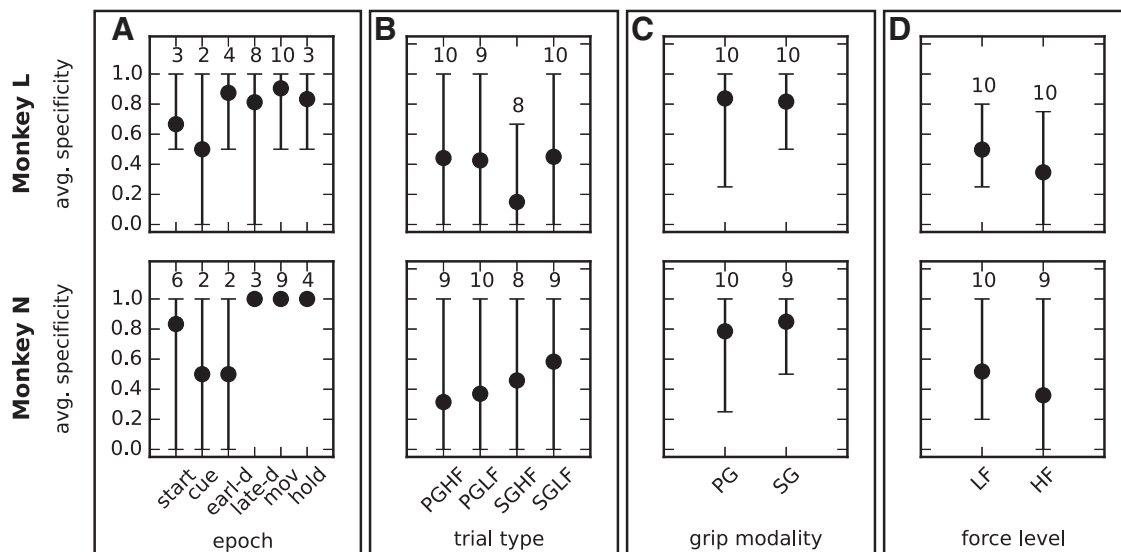 A
B
C
D
Monkey L
avg. specificity
1.0
0.8
0.6
0.4
0.2
0.0
3 2 4 8 10 3
10 9 8 10
10 10
10 10
Monkey N
avg. specificity
1.0
0.8
0.6
0.4
0.2
0.0
6 2 2 3 9 4
9 10 8 9
10 9
10 9
start cue earl-d late-d mov hold
PGHF PGLF SGHF SGLF
PG SG
LF HF
epoch
trial type
grip modality
force level